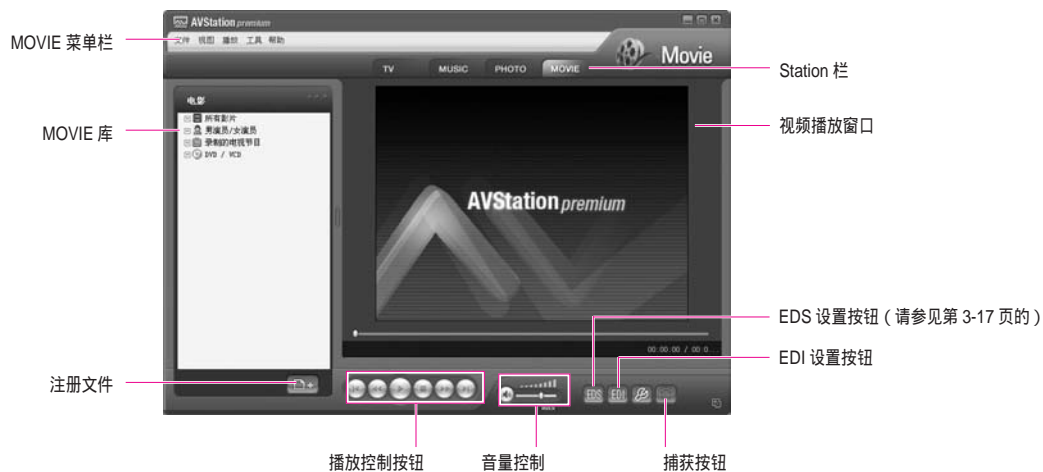 AVStation premium
文件 视图 播放 工具 帮助
Movie
TV MUSIC PHOTO MOVIE
MOVIE 菜单栏
Station 栏
电影
所有影片
男演员/女演员
录制的电视节目
DVD / VCD
MOVIE 库
视频播放窗口
AVStation premium
EDS 设置按钮 ( 请参见第 3-17 页的 )
00:00:00 / 00:0
EDI 设置按钮
注册文件
EDS EDI
播放控制按钮
音量控制
捕获按钮